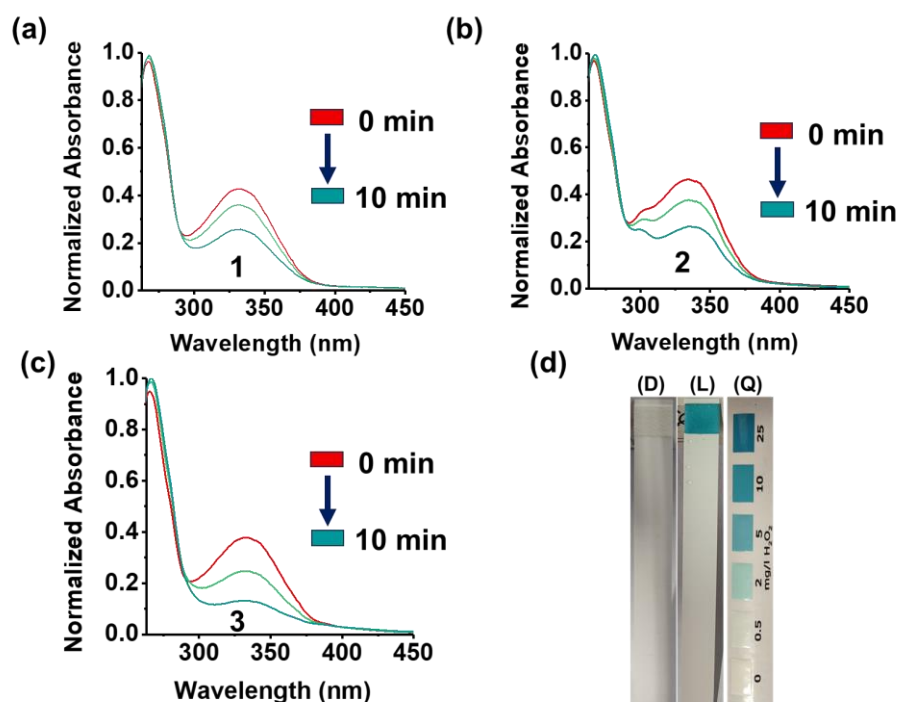 (a)
Normalized Absorbance
1.0
0.8
0.6
0.4
0.2
0.0
0 min
10 min
1
300
350
400
450
Wavelength (nm)
(b)
Normalized Absorbance
1.0
0.8
0.6
0.4
0.2
0.0
0 min
10 min
2
300
350
400
450
Wavelength (nm)
(c)
Normalized Absorbance
1.0
0.8
0.6
0.4
0.2
0.0
0 min
10 min
3
300
350
400
450
Wavelength (nm)
(d)
(D)
(L)
(Q)
25
10
5
2
0.5
0
mg/l H₂O₂